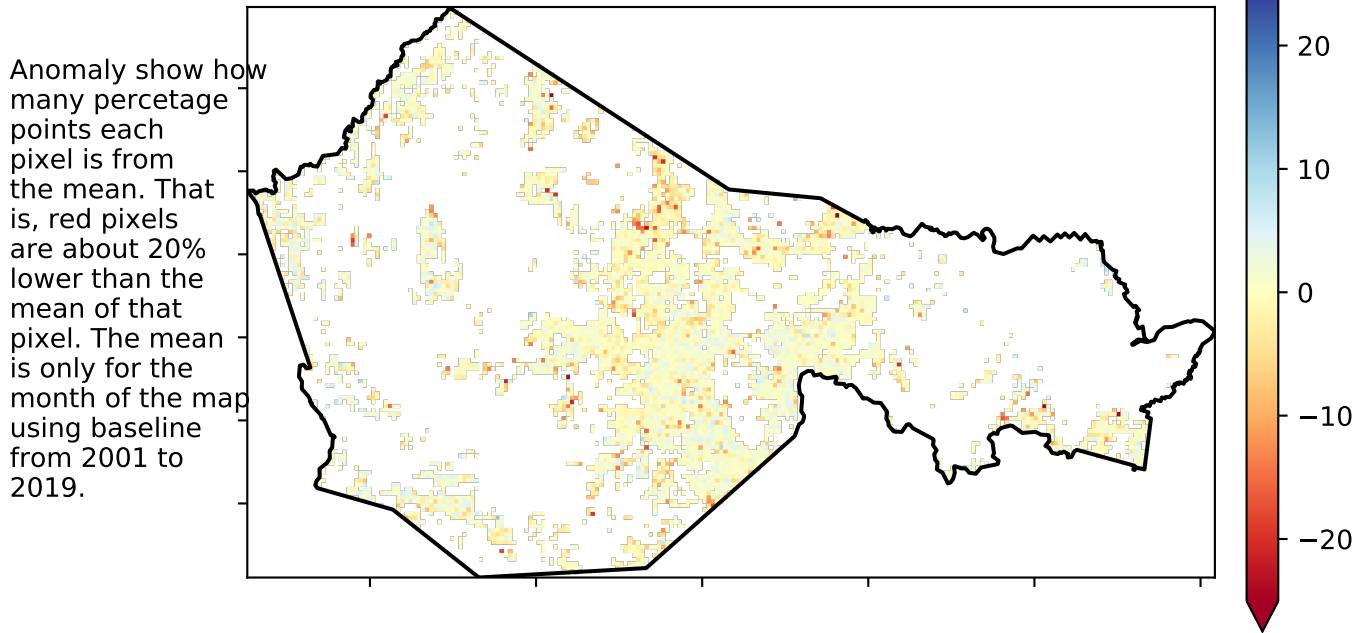 Anomaly show how
many percetage
points each
pixel is from
the mean. That
is, red pixels
are about 20%
lower than the
mean of that
pixel. The mean
is only for the
month of the map
using baseline
from 2001 to
2019.
20
10
0
−10
−20